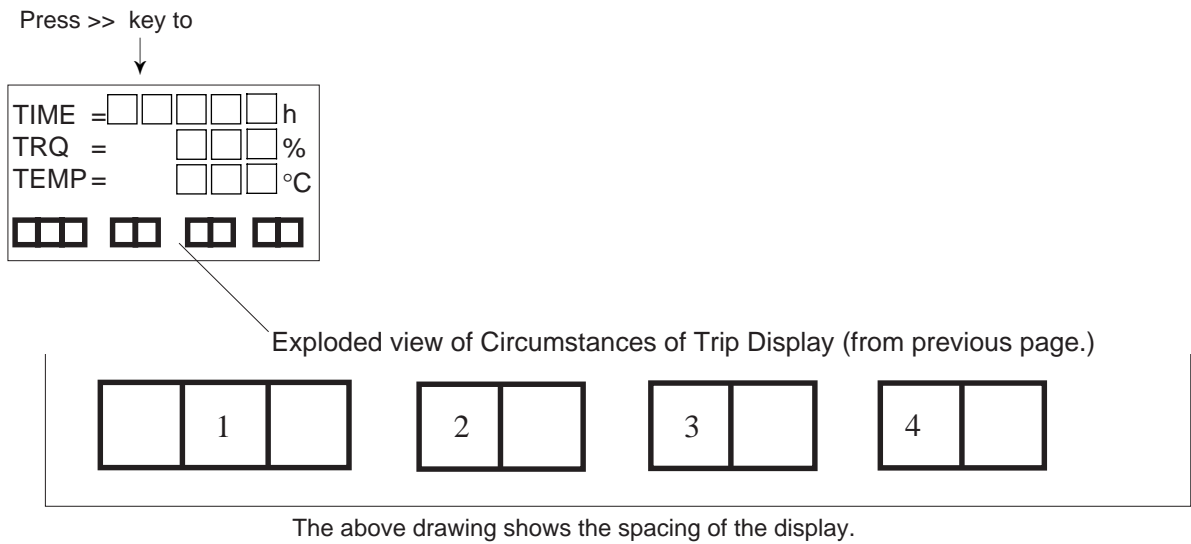 Press >> key to
TIME = h
TRQ = %
TEMP= °C
Exploded view of Circumstances of Trip Display (from previous page.)
1 2 3 4
The above drawing shows the spacing of the display.